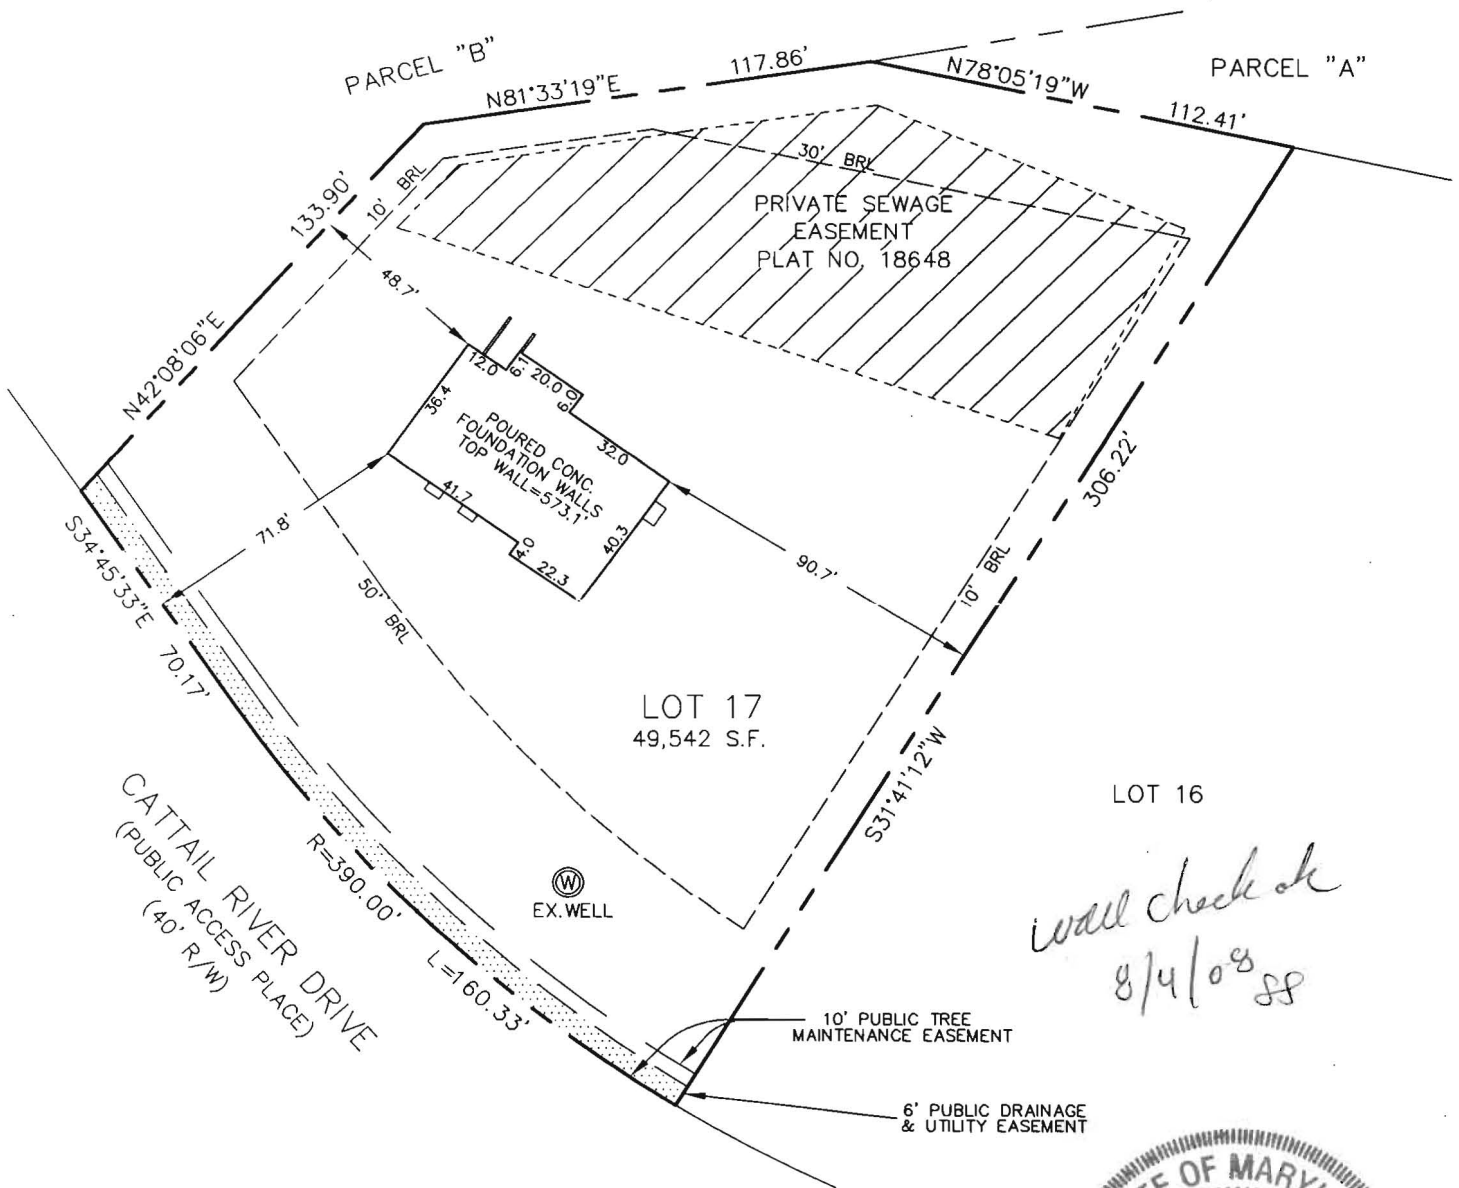 PARCEL "B"
N81°33'19"E
117.86'
N78°05'19"W
112.41'
PARCEL "A"
133.90'
N42°08'06"E
10' BRL
30' BRL
PRIVATE SEWAGE
EASEMENT
PLAT NO. 18648
48.7'
12.0
6.1
20.0
6.0
32.0
36.4
POURED CONC.
FOUNDATION WALLS
TOP WALL=573.1'
41.7
4.0
22.3
40.3
71.8'
90.7'
306.22'
10' BRL
50' BRL
S34°45'33"E 70.17'
S31°41'12"W
LOT 17
49,542 S.F.
LOT 16
wall check ok
8/4/08 SS
R=390.00'
L=160.33'
CATTAIL RIVER DRIVE
(PUBLIC ACCESS PLACE)
(40' R/W)
W
EX.WELL
10' PUBLIC TREE
MAINTENANCE EASEMENT
6' PUBLIC DRAINAGE
& UTILITY EASEMENT
OF MARY